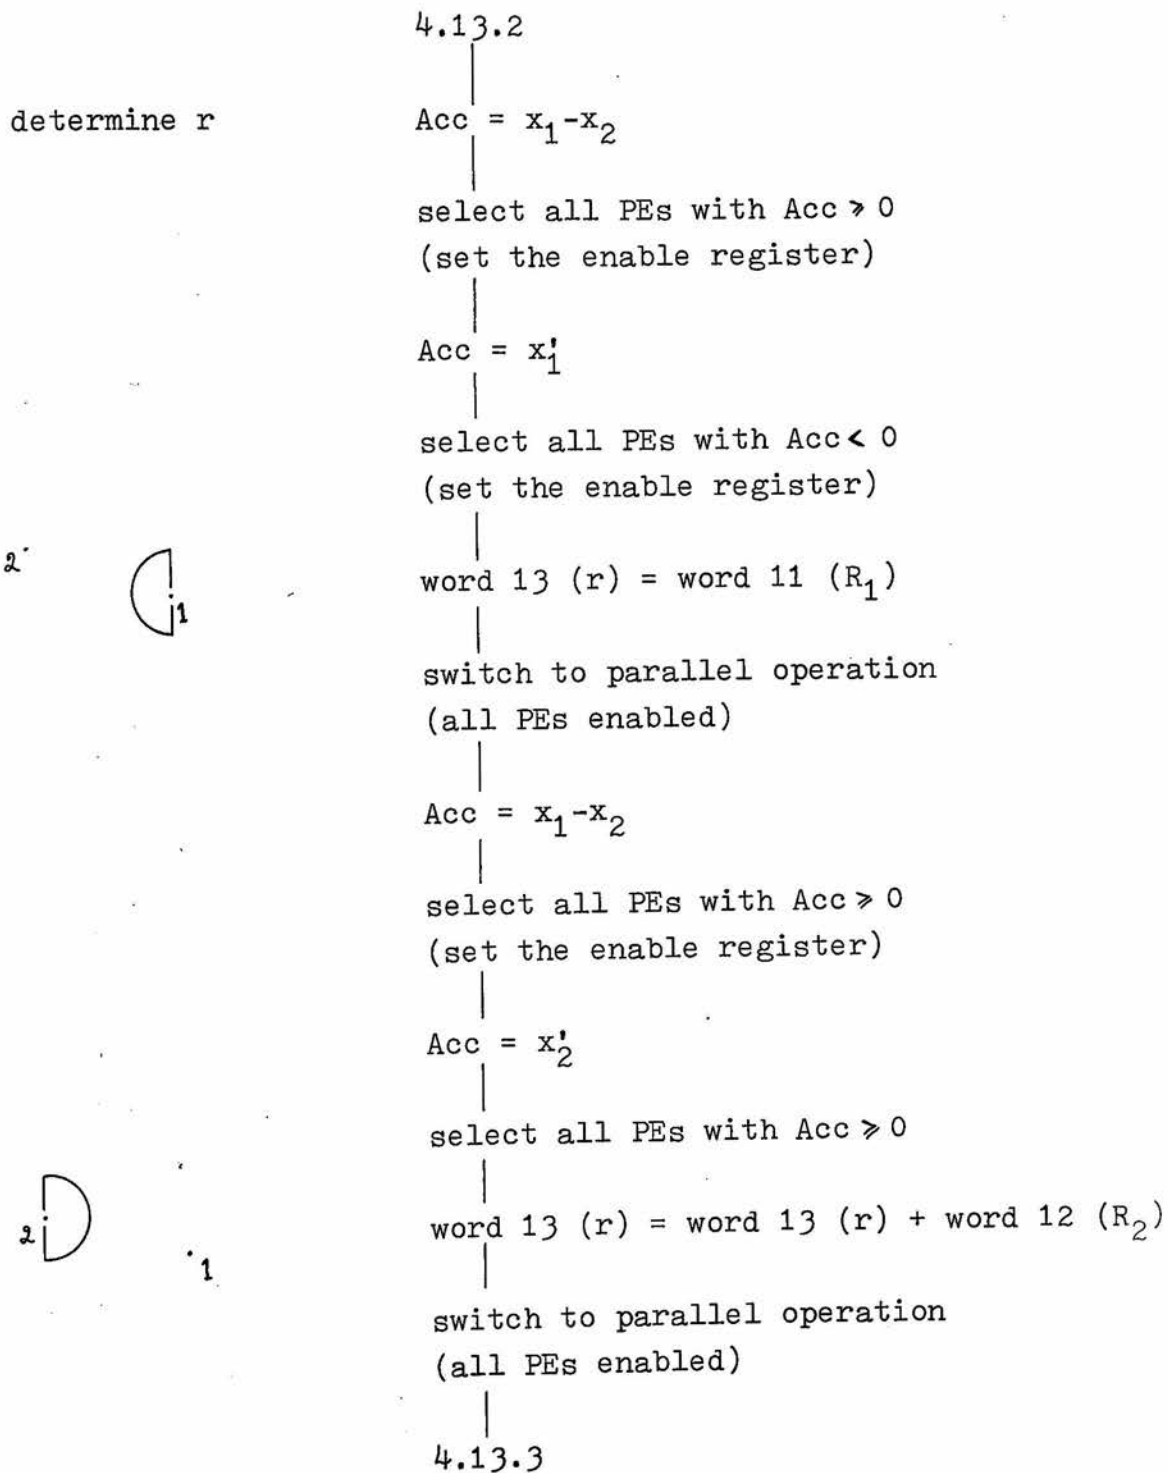 4.13.2
determine r
Acc = x₁-x₂
select all PEs with Acc ⩾ 0
(set the enable register)
Acc = x₁'
select all PEs with Acc < 0
(set the enable register)
2
1
word 13 (r) = word 11 (R₁)
switch to parallel operation
(all PEs enabled)
Acc = x₁-x₂
select all PEs with Acc ⩾ 0
(set the enable register)
Acc = x₂'
select all PEs with Acc ⩾ 0
2
1
word 13 (r) = word 13 (r) + word 12 (R₂)
switch to parallel operation
(all PEs enabled)
4.13.3